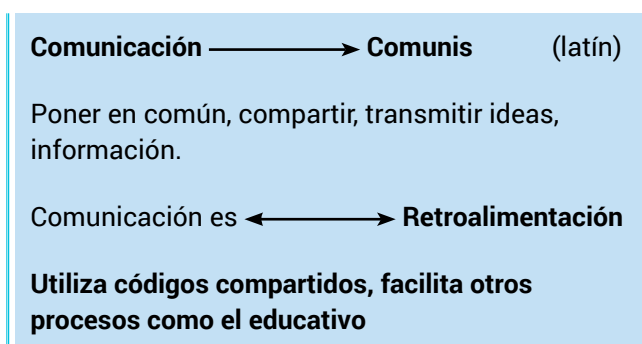 Comunicación Comunis (latín)
Poner en común, compartir, transmitir ideas,
información.
Comunicación es Retroalimentación
Utiliza códigos compartidos, facilita otros
procesos como el educativo